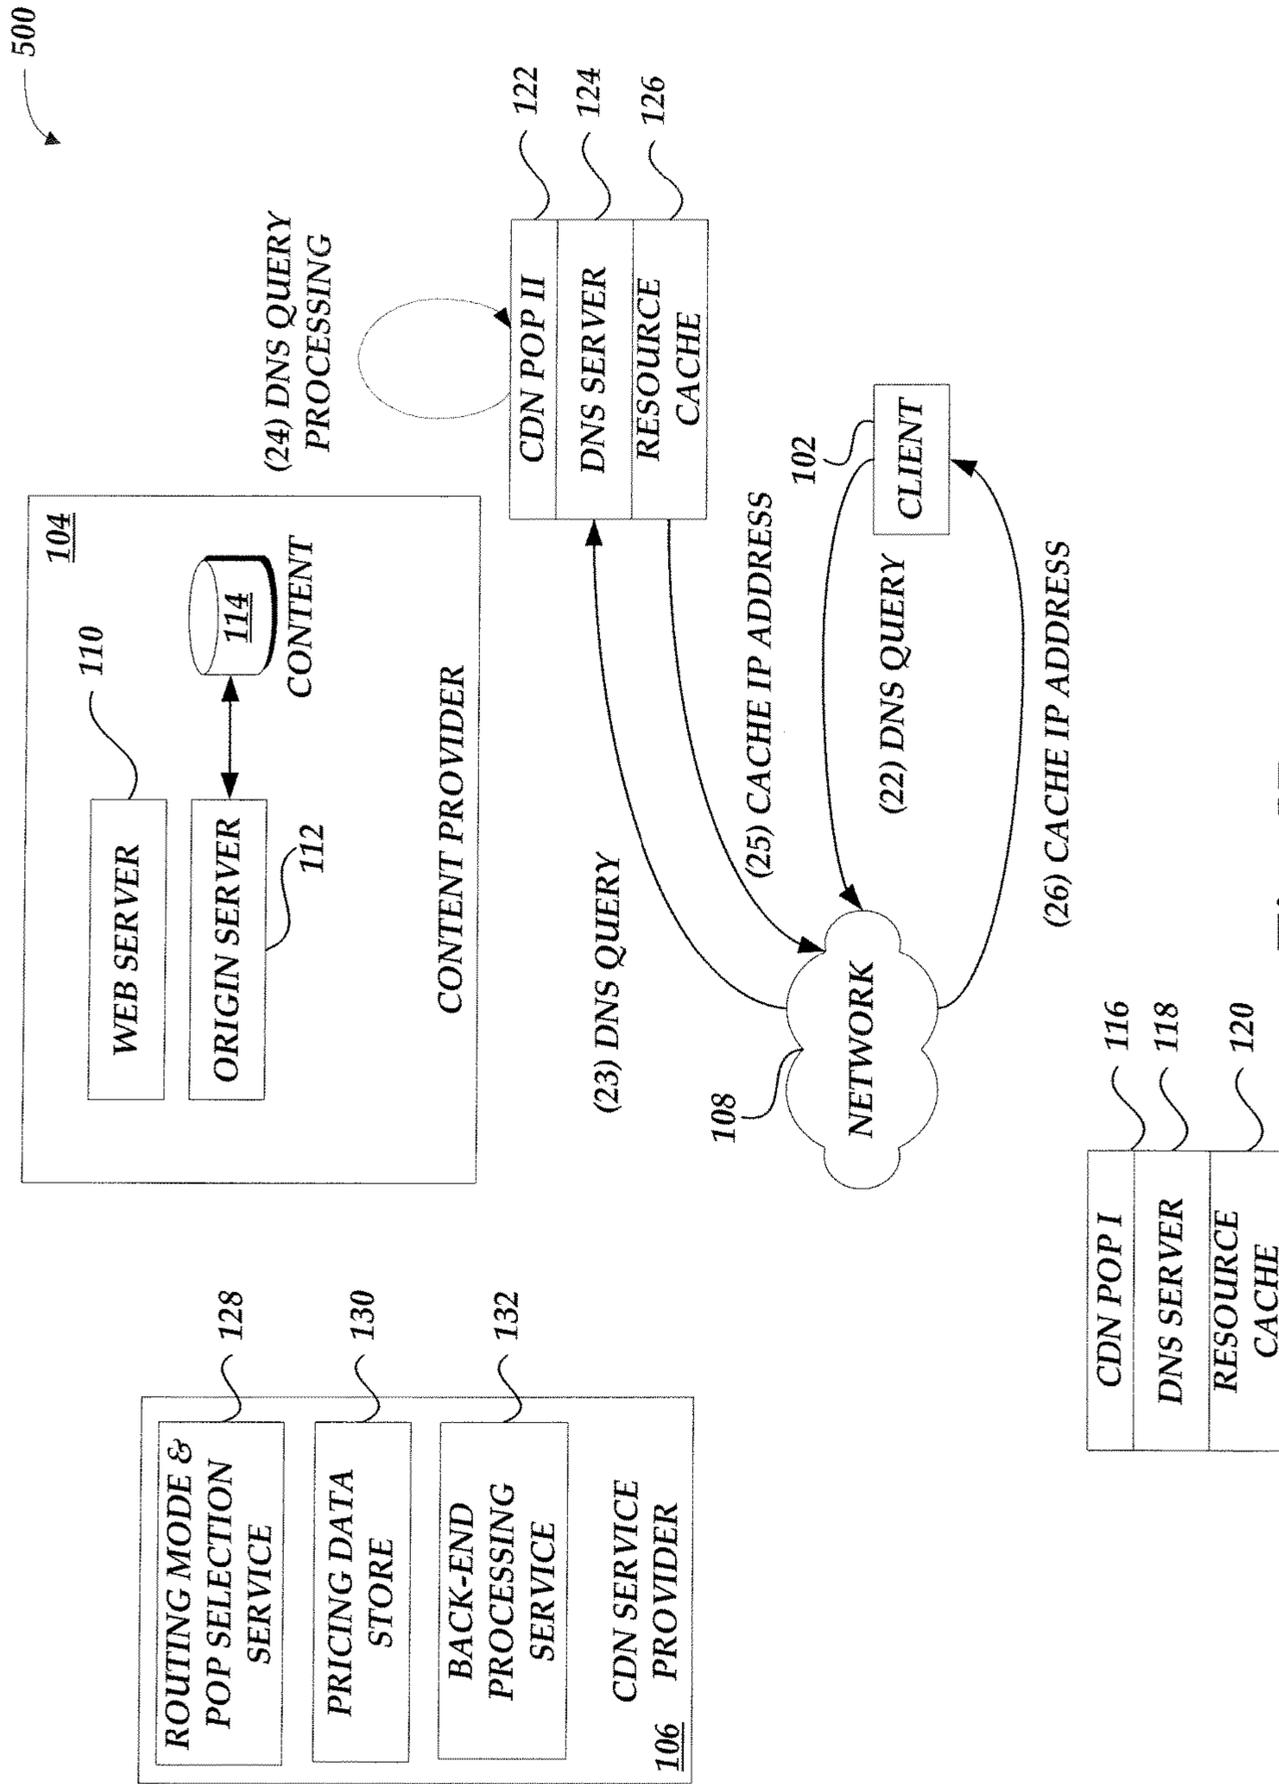 500
ROUTING MODE &
POP SELECTION
SERVICE
128
PRICING DATA
STORE
130
BACK-END
PROCESSING
SERVICE
132
CDN SERVICE
PROVIDER
106
104
WEB SERVER
110
ORIGIN SERVER
112
114
CONTENT
CONTENT PROVIDER
(24) DNS QUERY
PROCESSING
CDN POP II
122
DNS SERVER
124
RESOURCE
CACHE
126
(23) DNS QUERY
(25) CACHE IP ADDRESS
108
NETWORK
102
CLIENT
(22) DNS QUERY
(26) CACHE IP ADDRESS
CDN POP I
116
DNS SERVER
118
RESOURCE
CACHE
120